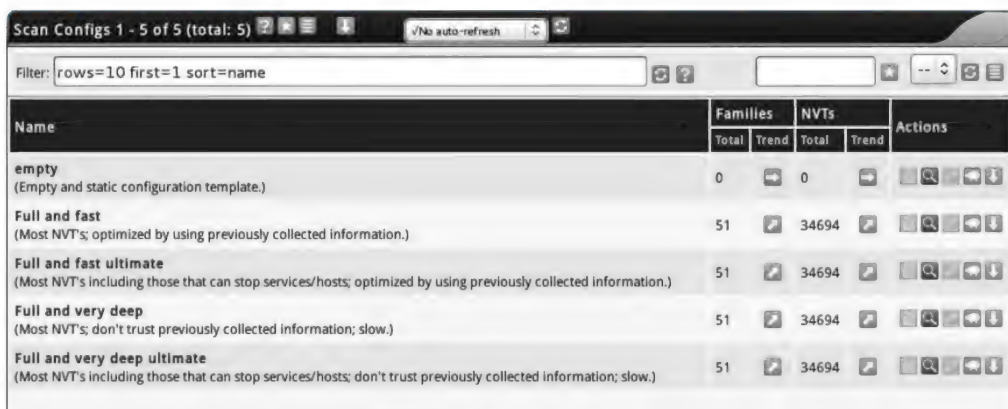 Scan Configs 1 - 5 of 5 (total: 5) ? √No auto-refresh
Filter: rows=10 first=1 sort=name ? --
Name Families NVTs Actions
Total Trend Total Trend
empty
(Empty and static configuration template.) 0 0
Full and fast
(Most NVT's; optimized by using previously collected information.) 51 34694
Full and fast ultimate
(Most NVT's including those that can stop services/hosts; optimized by using previously collected information.) 51 34694
Full and very deep
(Most NVT's; don't trust previously collected information; slow.) 51 34694
Full and very deep ultimate
(Most NVT's including those that can stop services/hosts; don't trust previously collected information; slow.) 51 34694